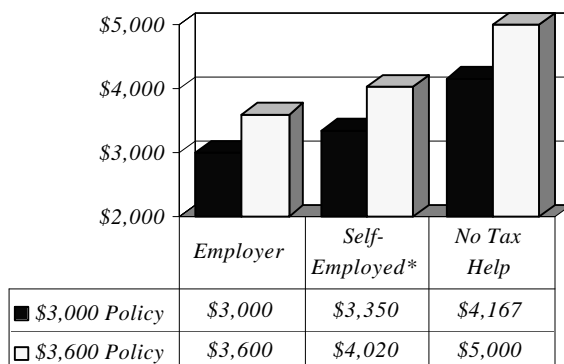 $5,000
$4,000
$3,000
$2,000
Employer
Self-
Employed*
No Tax
Help
$3,000 Policy $3,000 $3,350 $4,167
$3,600 Policy $3,600 $4,020 $5,000